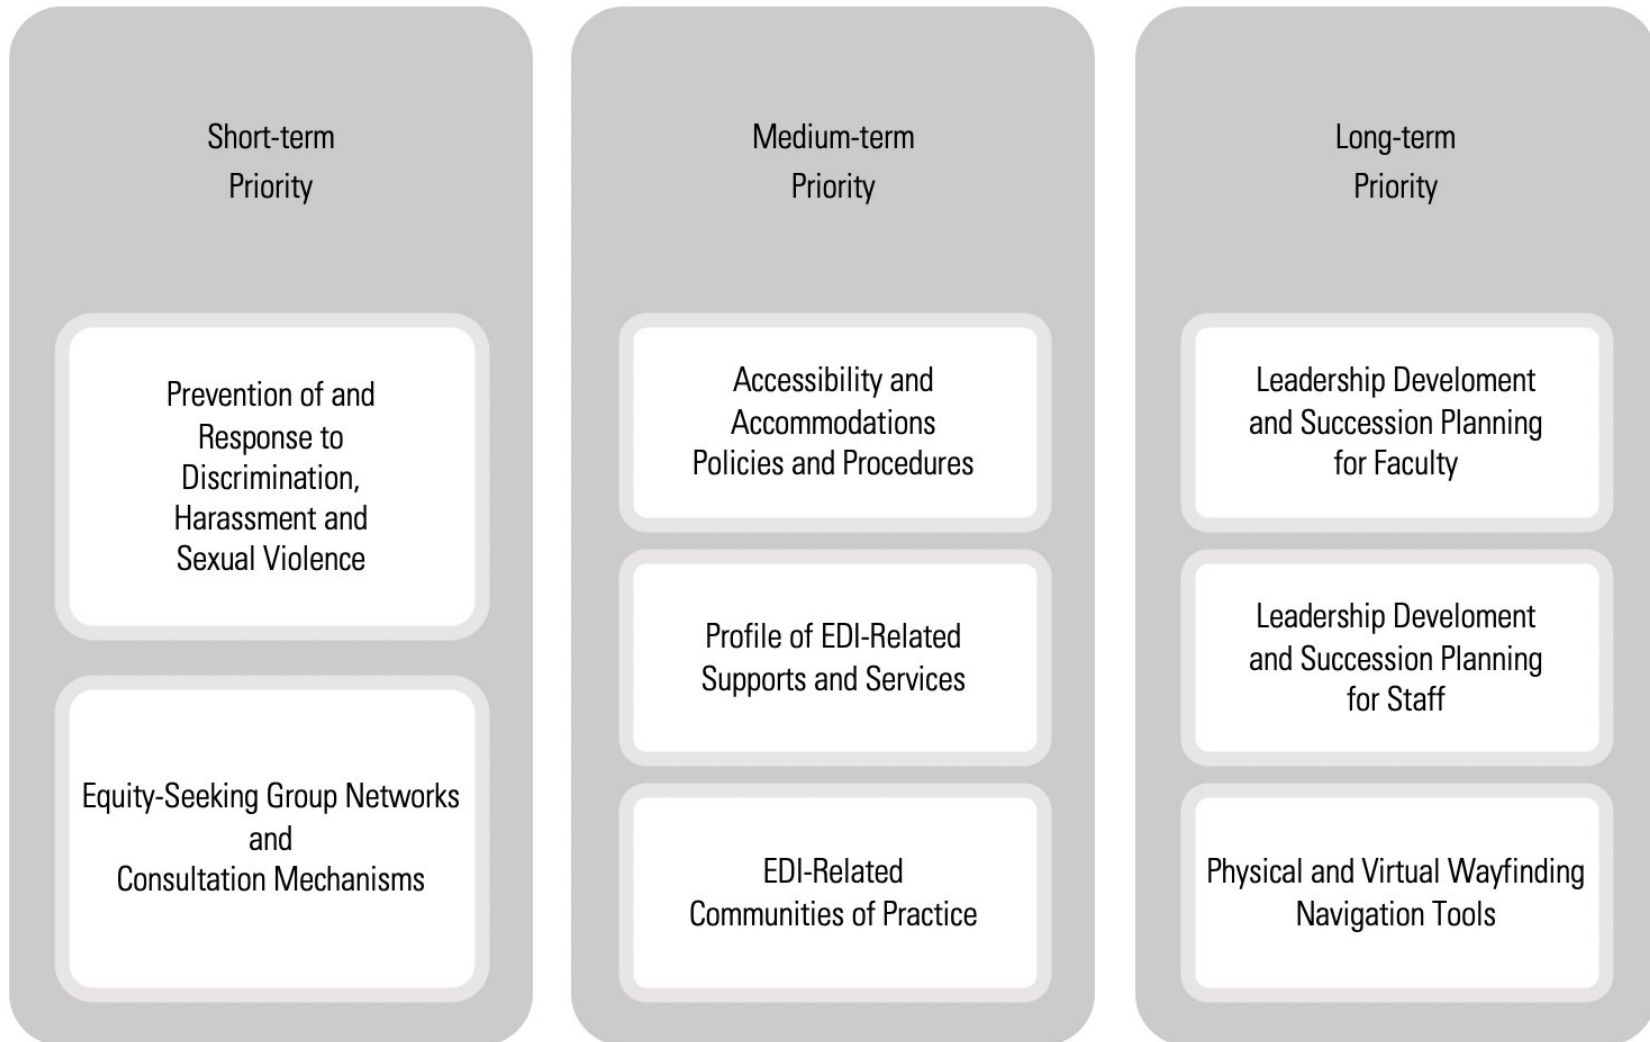 Short-term
Priority
Prevention of and
Response to
Discrimination,
Harassment and
Sexual Violence
Equity-Seeking Group Networks
and
Consultation Mechanisms
Medium-term
Priority
Accessibility and
Accommodations
Policies and Procedures
Profile of EDI-Related
Supports and Services
EDI-Related
Communities of Practice
Long-term
Priority
Leadership Develoment
and Succession Planning
for Faculty
Leadership Develoment
and Succession Planning
for Staff
Physical and Virtual Wayfinding
Navigation Tools